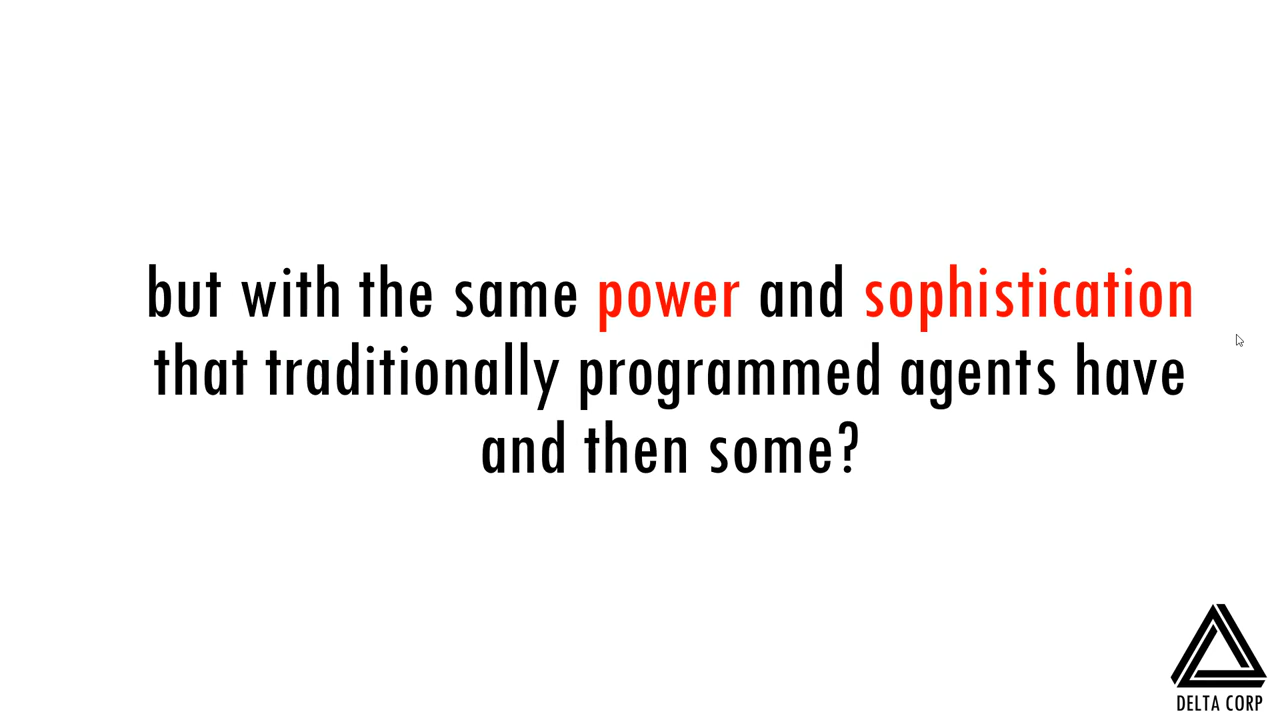 but with the same power and sophistication
that traditionally programmed agents have
and then some?
DELTA CORP